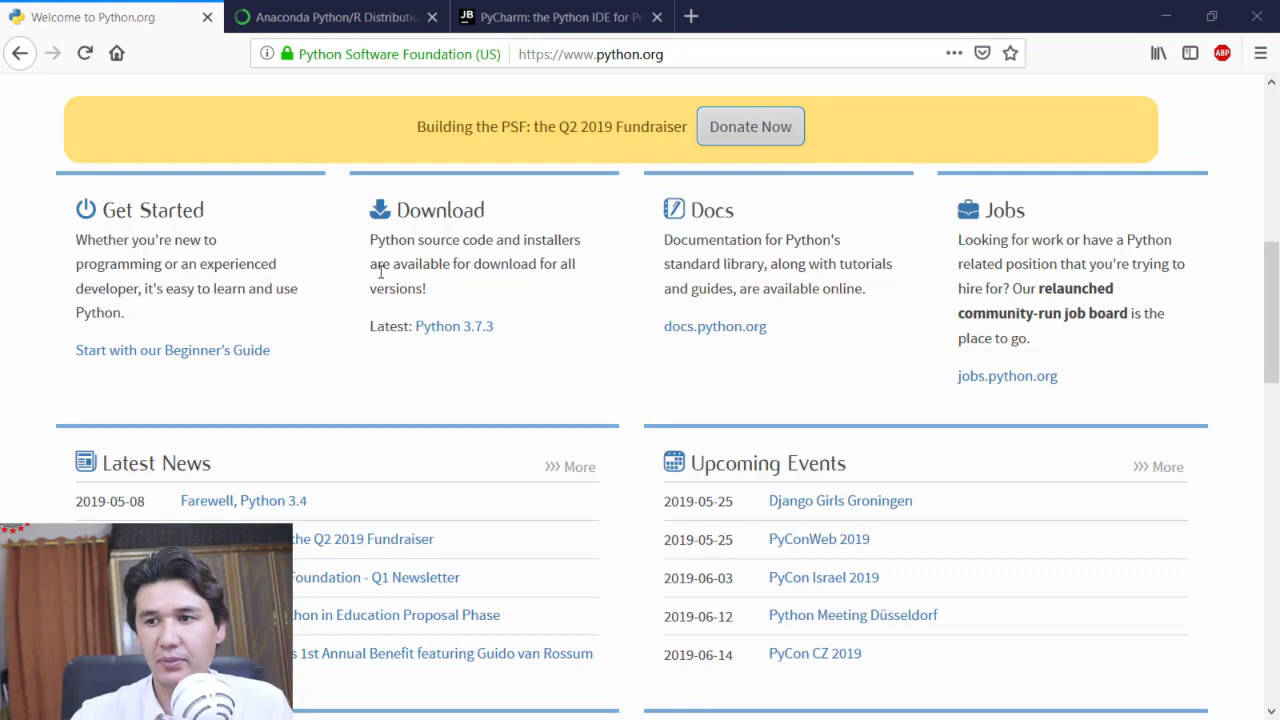 Welcome to Python.org
Anaconda Python/R Distributio
PyCharm: the Python IDE for Pr
Python Software Foundation (US)
https://www.python.org
ABP
Building the PSF: the Q2 2019 Fundraiser
Donate Now
Get Started
Whether you're new to
programming or an experienced
developer, it's easy to learn and use
Python.
Start with our Beginner's Guide
Download
Python source code and installers
are available for download for all
versions!
Latest: Python 3.7.3
Docs
Documentation for Python's
standard library, along with tutorials
and guides, are available online.
docs.python.org
Jobs
Looking for work or have a Python
related position that you're trying to
hire for? Our relaunched
community-run job board is the
place to go.
jobs.python.org
Latest News
>>> More
2019-05-08 Farewell, Python 3.4
the Q2 2019 Fundraiser
Foundation - Q1 Newsletter
hon in Education Proposal Phase
s 1st Annual Benefit featuring Guido van Rossum
Upcoming Events
>>> More
2019-05-25 Django Girls Groningen
2019-05-25 PyConWeb 2019
2019-06-03 PyCon Israel 2019
2019-06-12 Python Meeting Düsseldorf
2019-06-14 PyCon CZ 2019